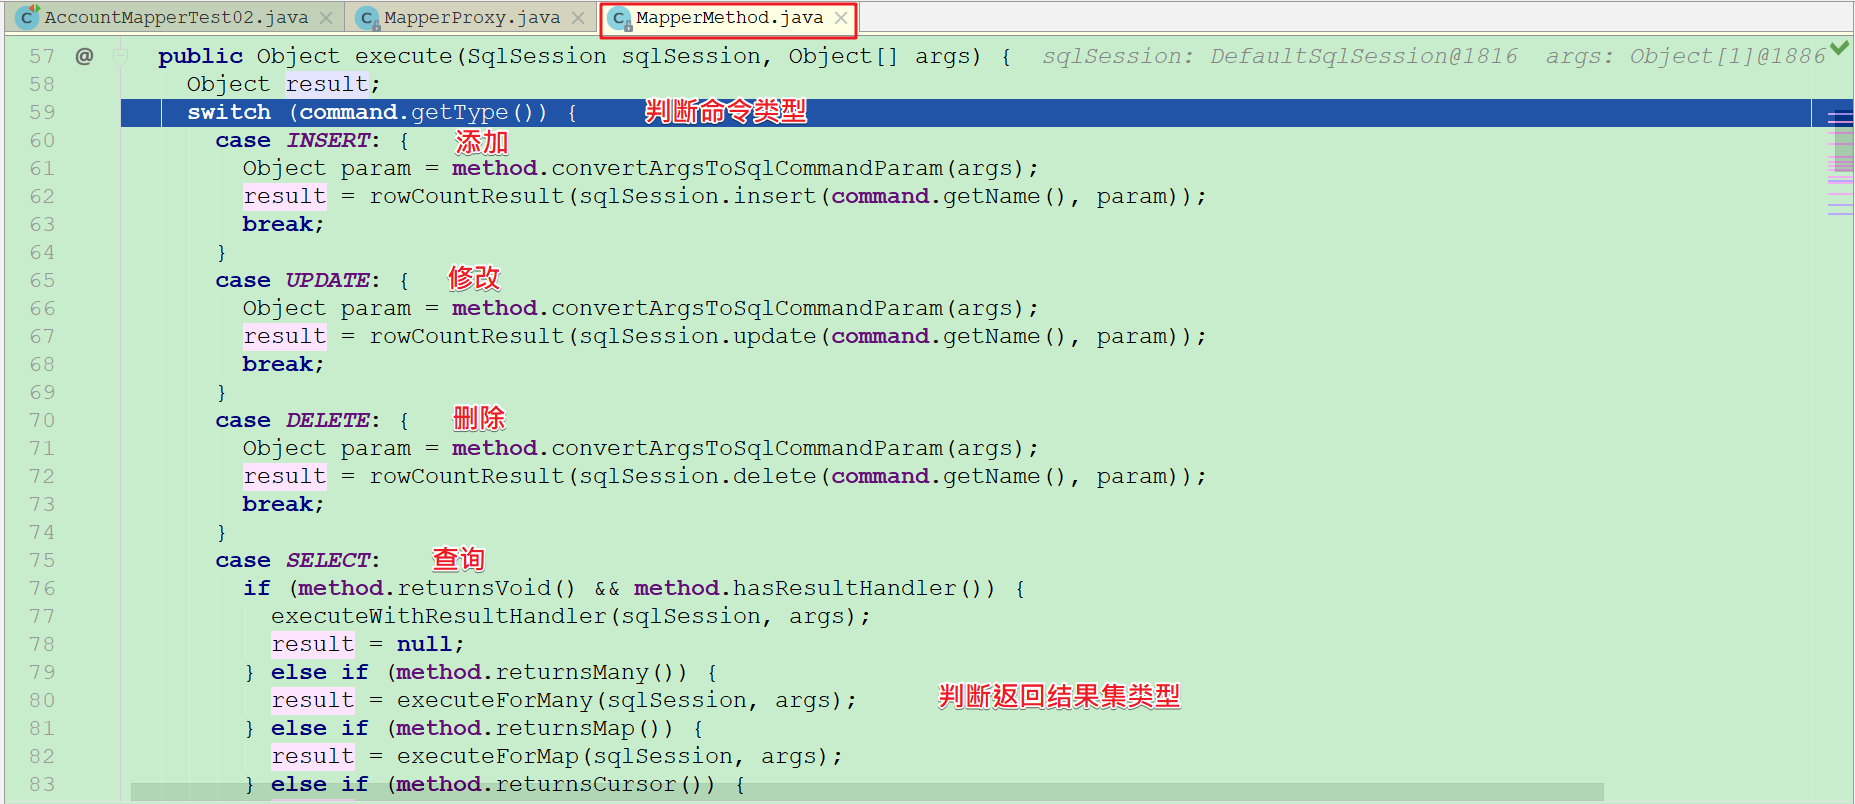 AccountMapperTest02.java MapperProxy.java MapperMethod.java
57 @ public Object execute(SqlSession sqlSession, Object[] args) { sqlSession: DefaultSqlSession@1816 args: Object[1]@1886
58 Object result;
59 switch (command.getType()) { 判断命令类型
60 case INSERT: { 添加
61 Object param = method.convertArgsToSqlCommandParam(args);
62 result = rowCountResult(sqlSession.insert(command.getName(), param));
63 break;
64 }
65 case UPDATE: { 修改
66 Object param = method.convertArgsToSqlCommandParam(args);
67 result = rowCountResult(sqlSession.update(command.getName(), param));
68 break;
69 }
70 case DELETE: { 删除
71 Object param = method.convertArgsToSqlCommandParam(args);
72 result = rowCountResult(sqlSession.delete(command.getName(), param));
73 break;
74 }
75 case SELECT: 查询
76 if (method.returnsVoid() && method.hasResultHandler()) {
77 executeWithResultHandler(sqlSession, args);
78 result = null;
79 } else if (method.returnsMany()) {
80 result = executeForMany(sqlSession, args); 判断返回结果集类型
81 } else if (method.returnsMap()) {
82 result = executeForMap(sqlSession, args);
83 } else if (method.returnsCursor()) {